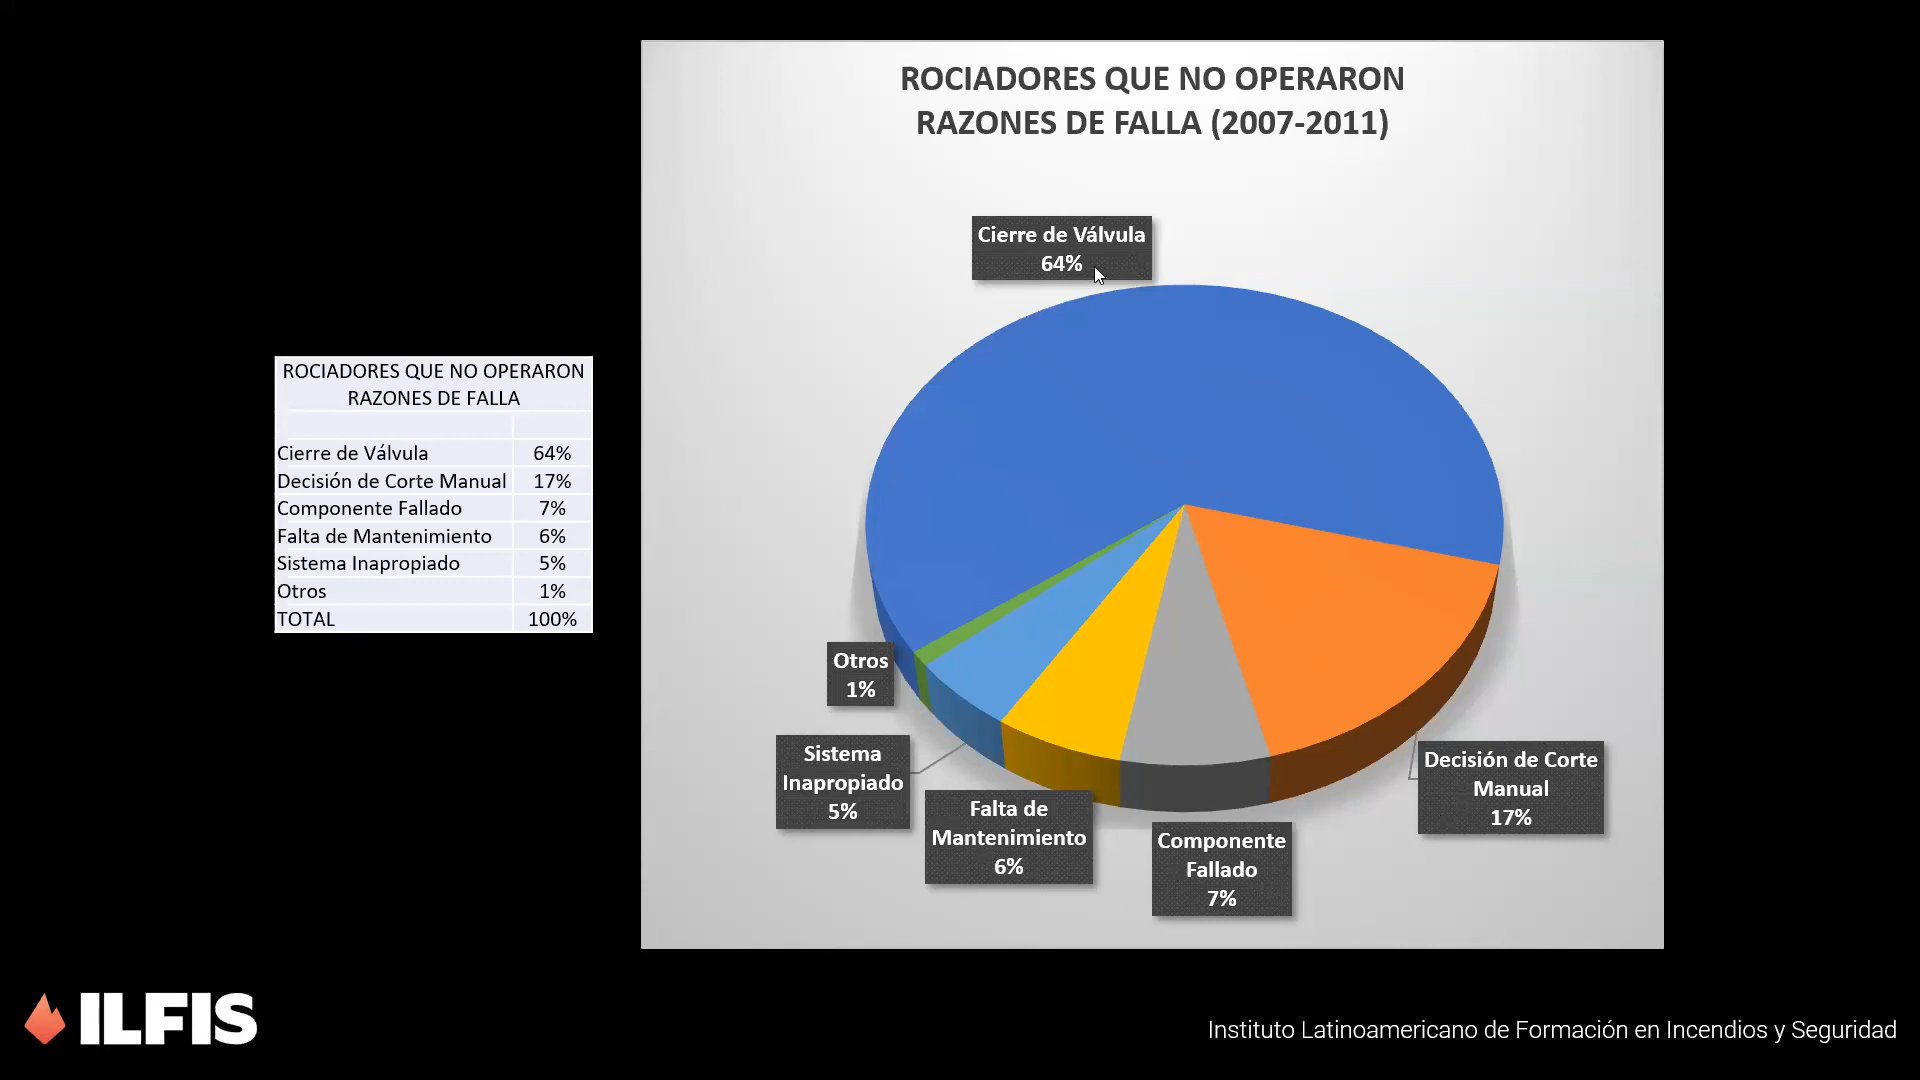 ROCIADORES QUE NO OPERARON
RAZONES DE FALLA (2007-2011)
Cierre de Válvula
64%
ROCIADORES QUE NO OPERARON
RAZONES DE FALLA
Cierre de Válvula 64%
Decisión de Corte Manual 17%
Componente Fallado 7%
Falta de Mantenimiento 6%
Sistema Inapropiado 5%
Otros 1%
TOTAL 100%
Otros
1%
Sistema
Inapropiado
5%
Falta de
Mantenimiento
6%
Componente
Fallado
7%
Decisión de Corte
Manual
17%
ILFIS
Instituto Latinoamericano de Formación en Incendios y Seguridad